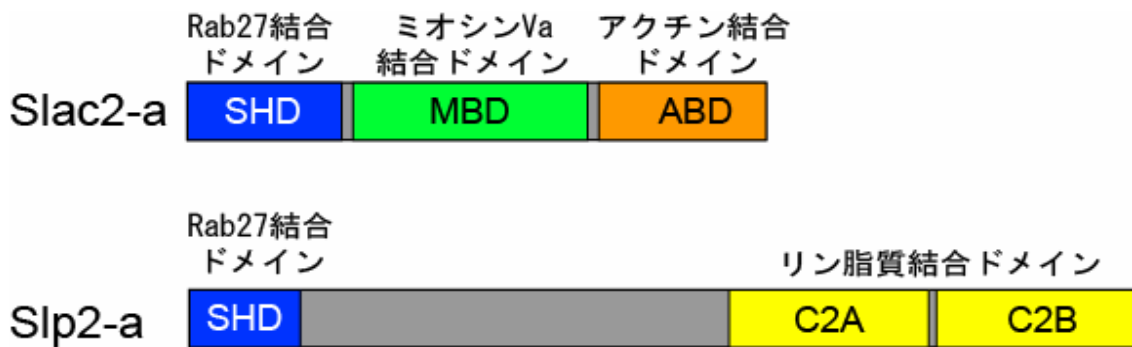 Rab27結合 ミオシンVa アクチン結合
ドメイン 結合ドメイン ドメイン
Slac2-a SHD MBD ABD
Rab27結合
ドメイン リン脂質結合ドメイン
Slp2-a SHD C2A C2B